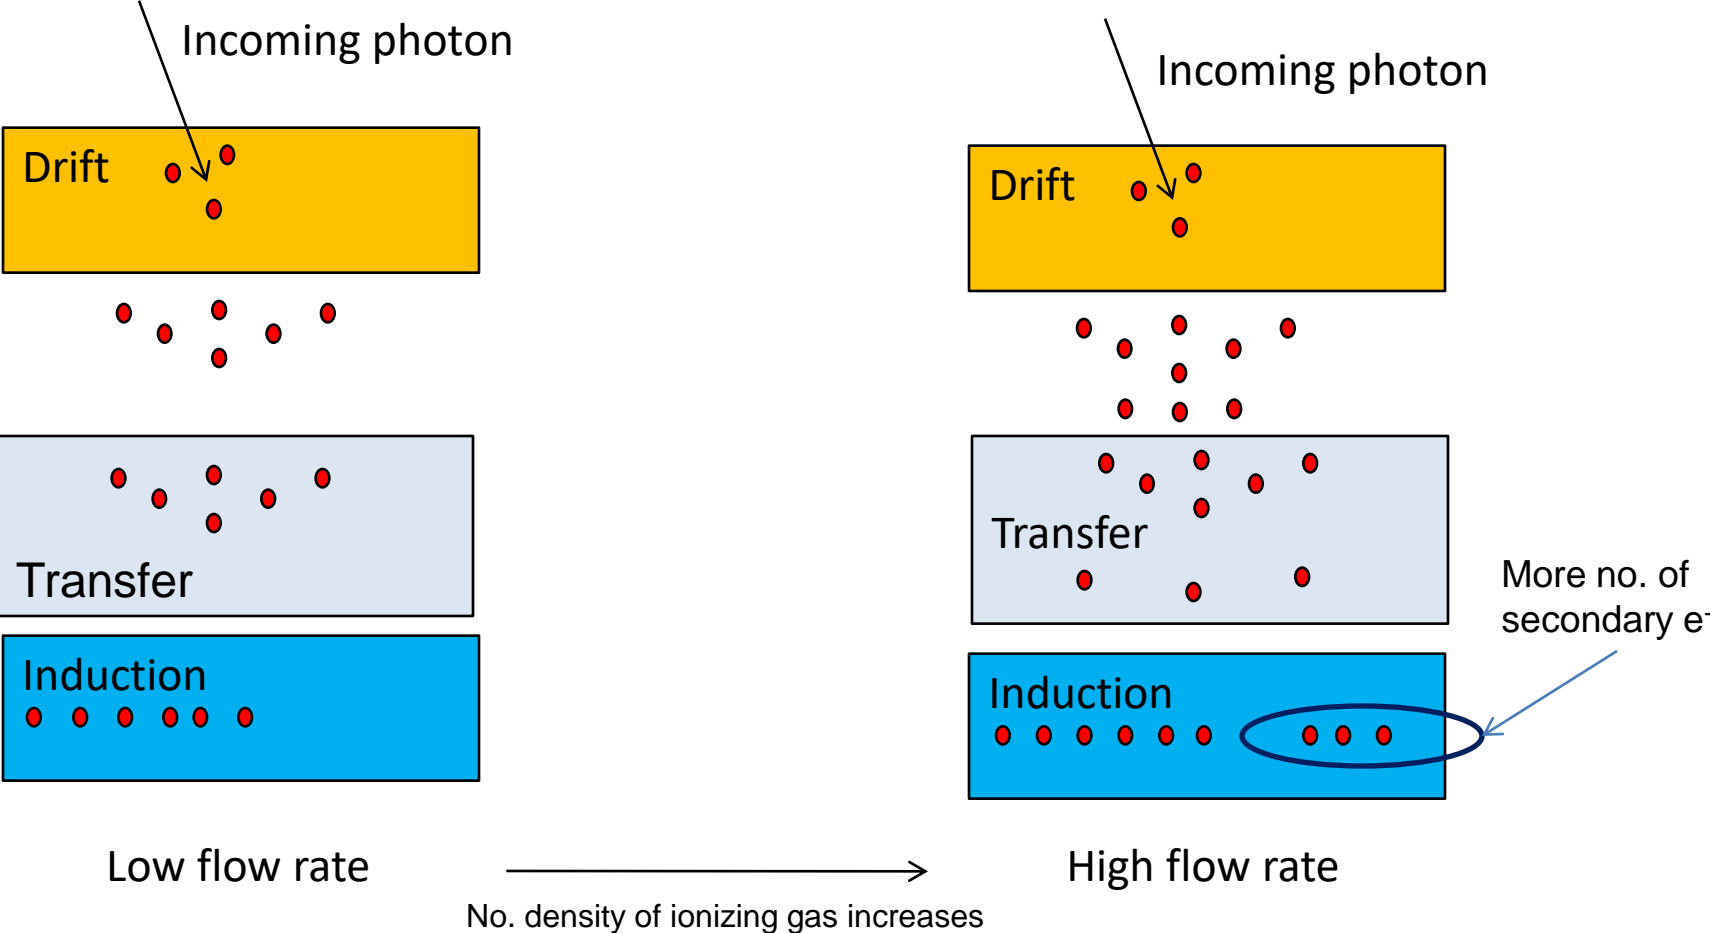 Incoming photon
Drift
Transfer
Induction
Low flow rate
Incoming photon
Drift
Transfer
Induction
More no. of
secondary e-
High flow rate
No. density of ionizing gas increases